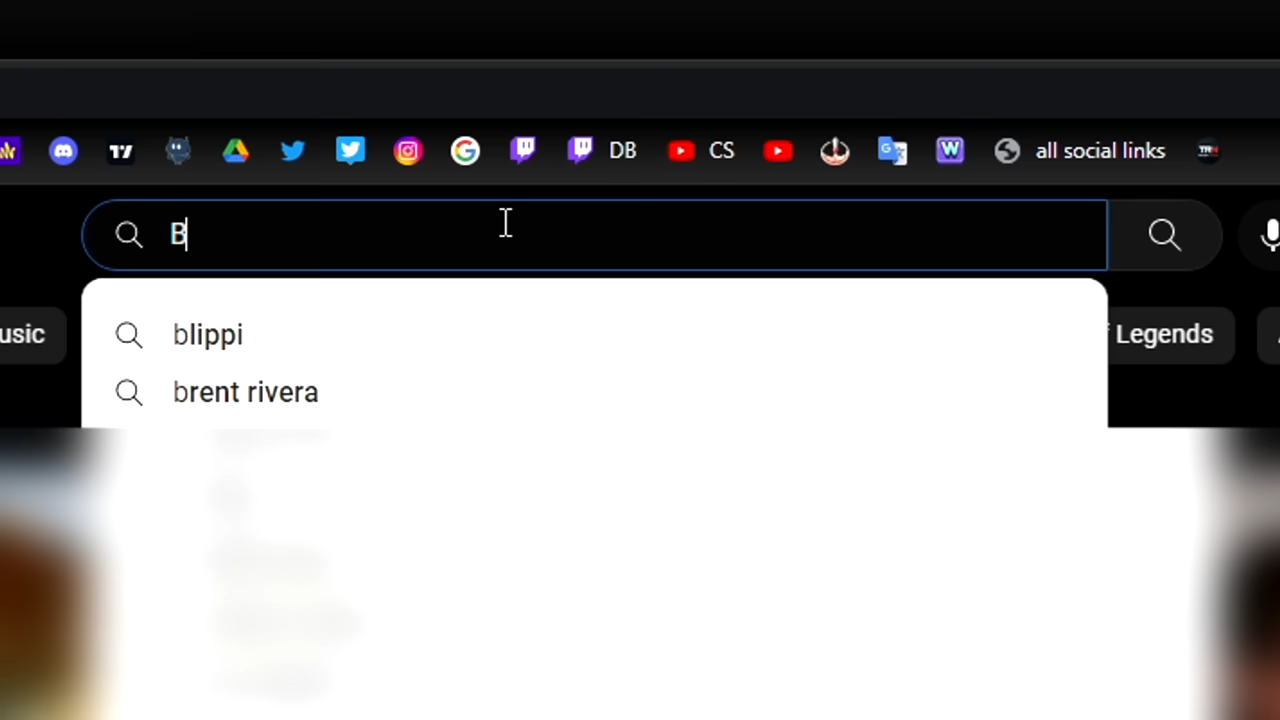 DB CS all social links
B
usic Legends
blippi
brent rivera